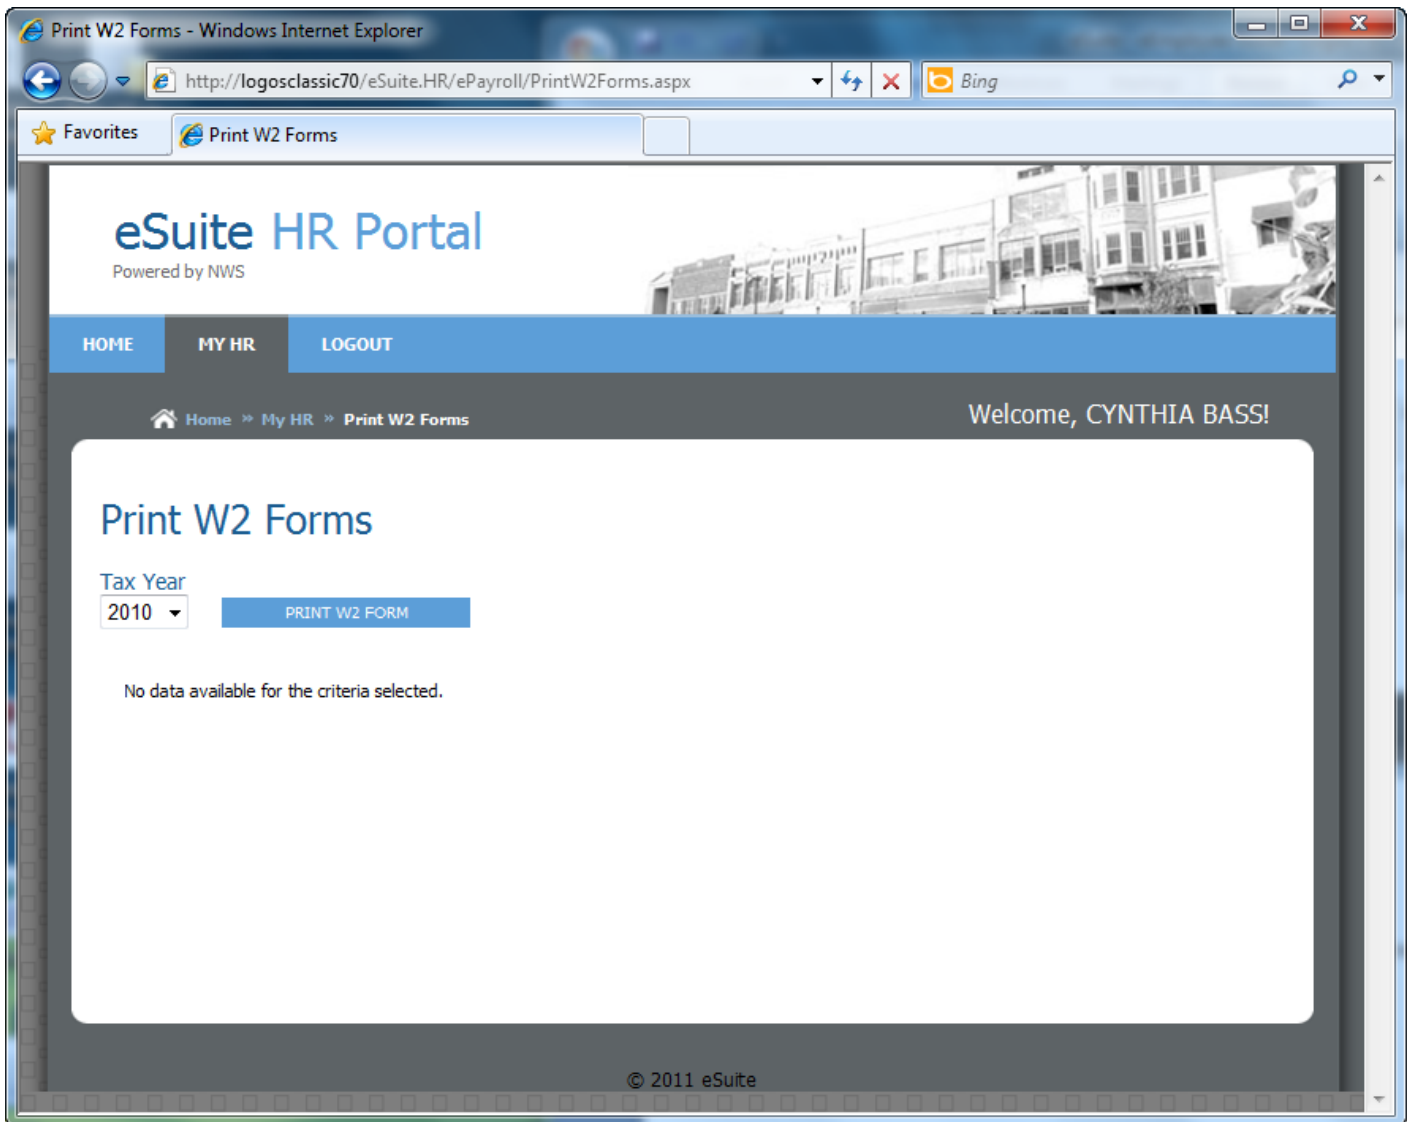 Print W2 Forms - Windows Internet Explorer
http://logosclassic70/eSuite.HR/ePayroll/PrintW2Forms.aspx
Bing
Favorites
Print W2 Forms
eSuite HR Portal
Powered by NWS
HOME MY HR LOGOUT
Home » My HR » Print W2 Forms
Welcome, CYNTHIA BASS!
Print W2 Forms
Tax Year
2010 PRINT W2 FORM
No data available for the criteria selected.
© 2011 eSuite